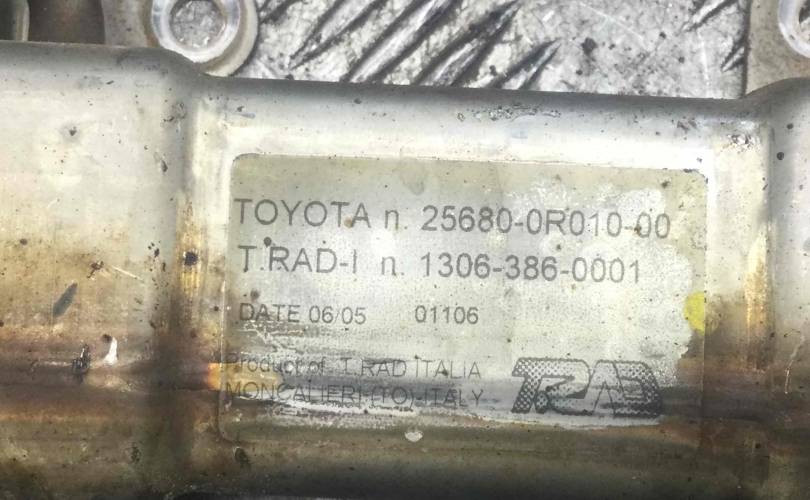 TOYOTA n. 25680-0R010-00
T.RAD-I n. 1306-386-0001
DATE 06/05 01106
Product of T.RAD ITALIA
MONCALIERI (TO)-ITALY
T.RAD